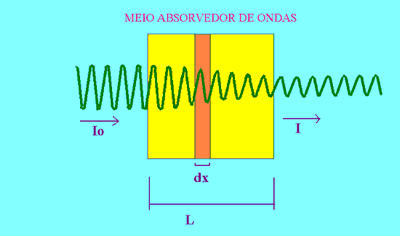 MEIO ABSORVEDOR DE ONDAS
Io
I
dx
L